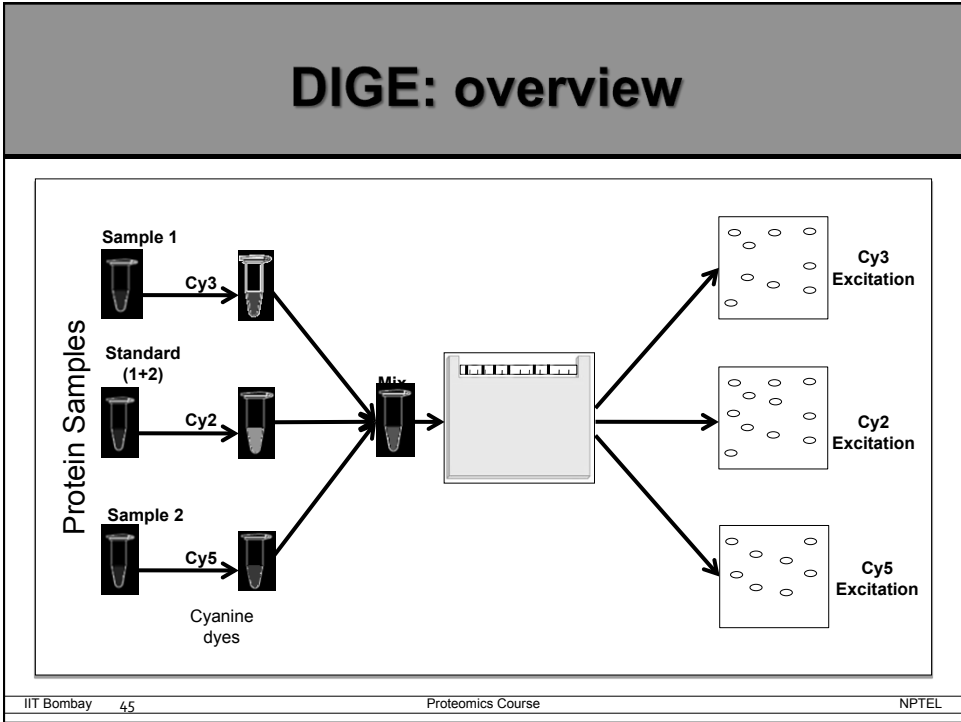 DIGE: overview
Protein Samples
Sample 1
Cy3
Standard
(1+2)
Cy2
Sample 2
Cy5
Cyanine
dyes
Mix
Cy3
Excitation
Cy2
Excitation
Cy5
Excitation
IIT Bombay 45 Proteomics Course NPTEL